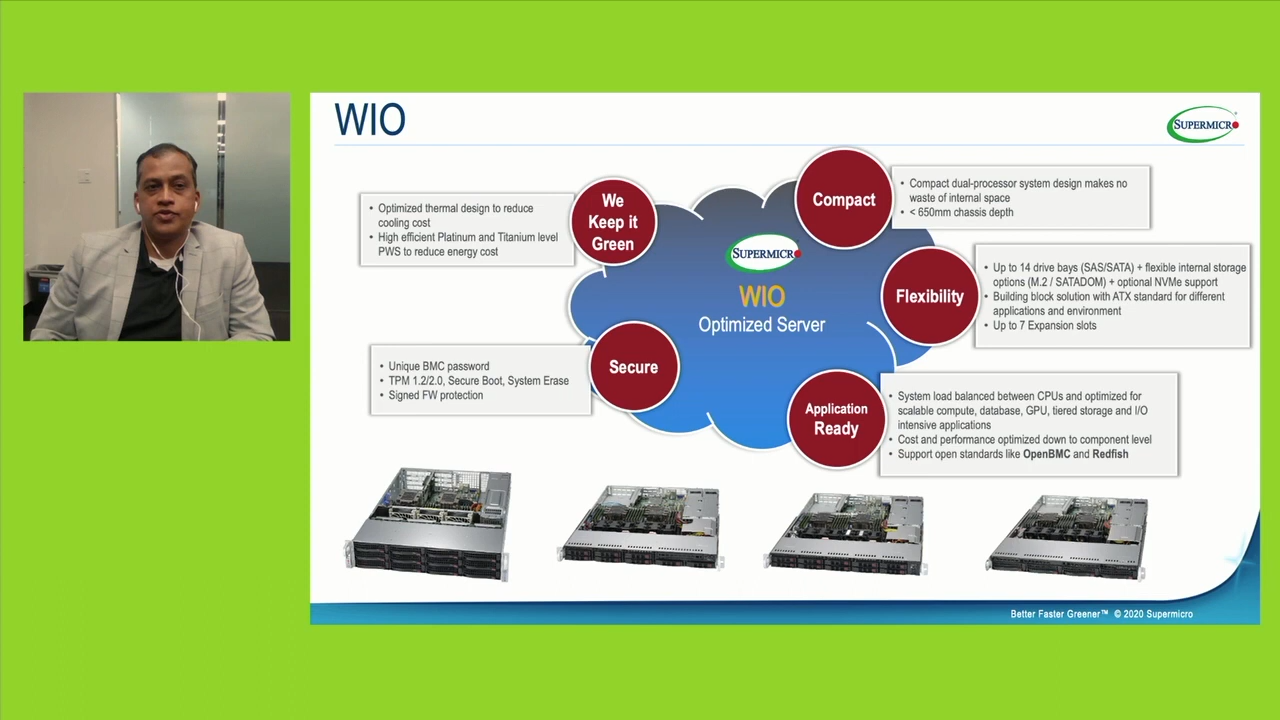 WIO
SUPERMICRO
Optimized thermal design to reduce
cooling cost
High efficient Platinum and Titanium level
PWS to reduce energy cost
We
Keep it
Green
Compact
Compact dual-processor system design makes no
waste of internal space
< 650mm chassis depth
SUPERMICRO
WIO
Optimized Server
Flexibility
Up to 14 drive bays (SAS/SATA) + flexible internal storage
options (M.2 / SATADOM) + optional NVMe support
Building block solution with ATX standard for different
applications and environment
Up to 7 Expansion slots
Unique BMC password
TPM 1.2/2.0, Secure Boot, System Erase
Signed FW protection
Secure
Application
Ready
System load balanced between CPUs and optimized for
scalable compute, database, GPU, tiered storage and I/O
intensive applications
Cost and performance optimized down to component level
Support open standards like OpenBMC and Redfish
Better Faster Greener™ © 2020 Supermicro